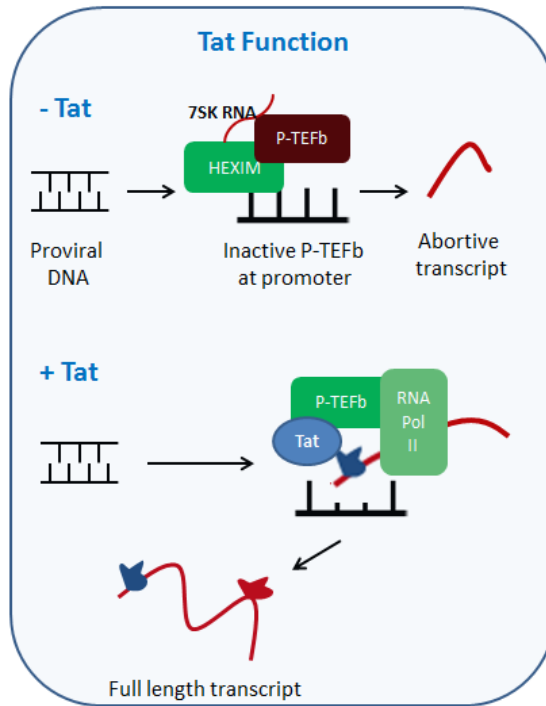 Tat Function
- Tat
7SK RNA
P-TEFb
HEXIM
Proviral
DNA
Inactive P-TEFb
at promoter
Abortive
transcript
+ Tat
P-TEFb
RNA
Pol
II
Tat
Full length transcript